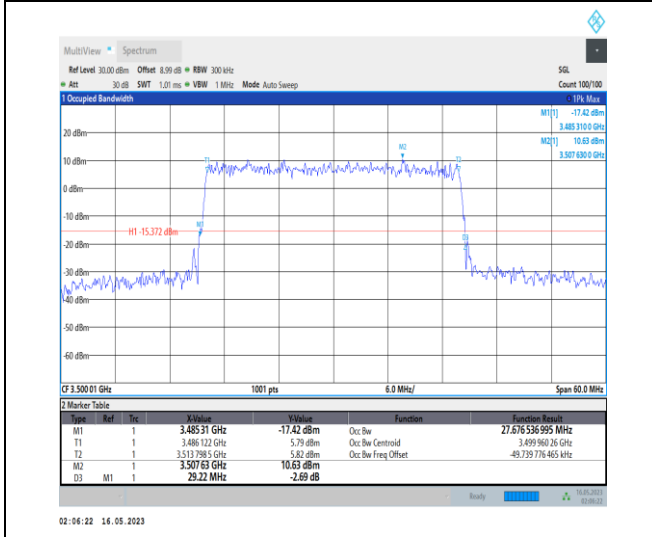 MultiView Spectrum
Ref Level 30.00 dBm Offset 8.99 dB RBW 300 kHz SGL
Att 30 dB SWT 1.01 ms VBW 1 MHz Mode Auto Sweep Count 100/100
1 Occupied Bandwidth 1Pk Max
M1[1] -17.42 dBm
3.485 310 0 GHz
M2[1] 10.63 dBm
3.507 630 0 GHz
20 dBm
M2
T1
T2
10 dBm
0 dBm
-10 dBm
M1
H1 -15.372 dBm
D3
-20 dBm
-30 dBm
-40 dBm
-50 dBm
-60 dBm
CF 3.500 01 GHz 1001 pts 6.0 MHz/ Span 60.0 MHz
2 Marker Table
Type Ref Trc X-Value Y-Value Function Function Result
M1 1 3.485 31 GHz -17.42 dBm Occ Bw 27.676 536 995 MHz
T1 1 3.486 122 GHz 5.79 dBm Occ Bw Centroid 3.499 960 26 GHz
T2 1 3.513 798 5 GHz 5.82 dBm Occ Bw Freq Offset -49.739 776 465 kHz
M2 1 3.507 63 GHz 10.63 dBm
D3 M1 1 29.22 MHz -2.69 dB
Ready 16.05.2023
02:06:22
02:06:22 16.05.2023